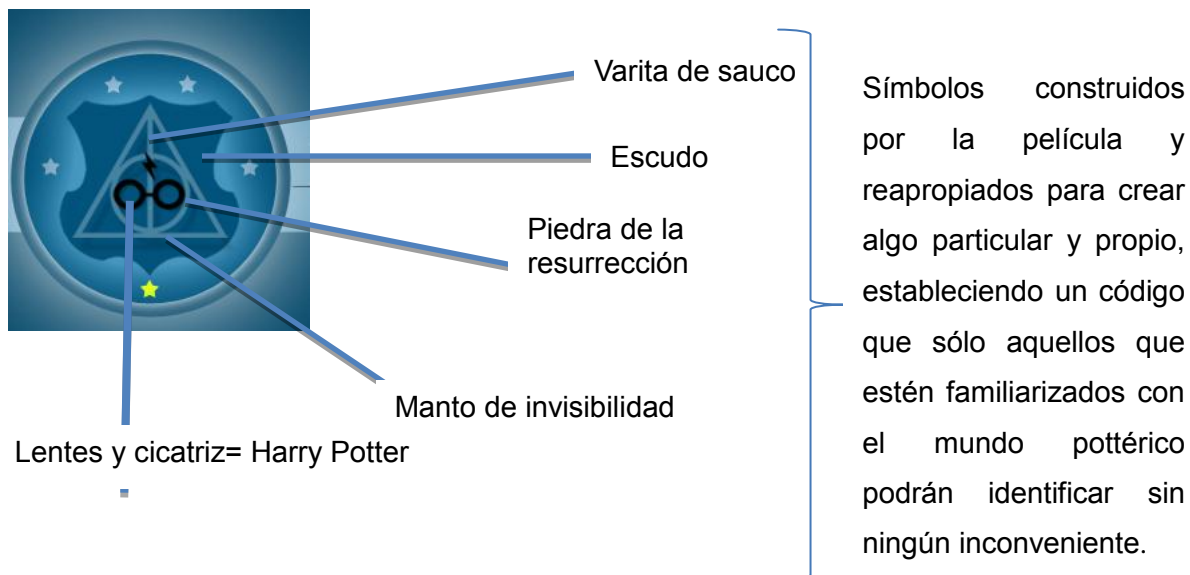 Varita de sauco
Escudo
Piedra de la
resurrección
Manto de invisibilidad
Lentes y cicatriz= Harry Potter
Símbolos construidos
por la película y
reapropiados para crear
algo particular y propio,
estableciendo un código
que sólo aquellos que
estén familiarizados con
el mundo pottérico
podrán identificar sin
ningún inconveniente.